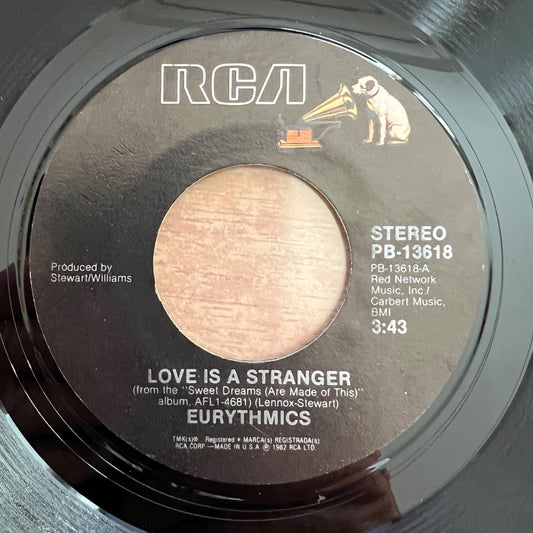 RCA
STEREO
PB-13618
PB-13618-A
Red Network
Music, Inc./
Carbert Music,
BMI
3:43
Produced by
Stewart/Williams
LOVE IS A STRANGER
(from the "Sweet Dreams (Are Made of This)"
album, AFL1-4681) (Lennox-Stewart)
EURYTHMICS
TMK(s)® Registered • MARCA(s) REGISTRADA(s)
RCA CORP.—MADE IN U.S.A. ℗ 1982 RCA LTD